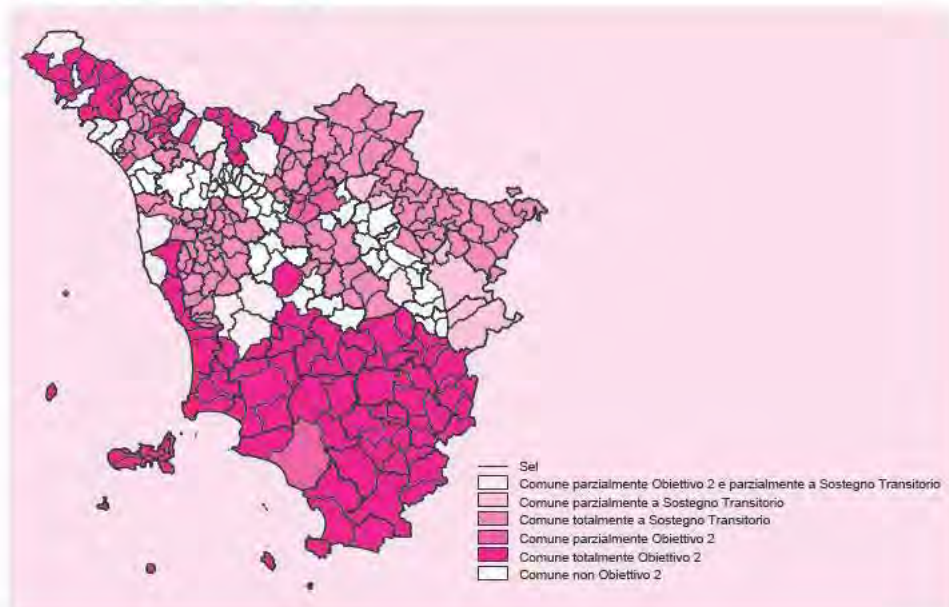 Sel
Comune parzialmente Obiettivo 2 e parzialmente a Sostegno Transitorio
Comune parzialmente a Sostegno Transitorio
Comune totalmente a Sostegno Transitorio
Comune parzialmente Obiettivo 2
Comune totalmente Obiettivo 2
Comune non Obiettivo 2